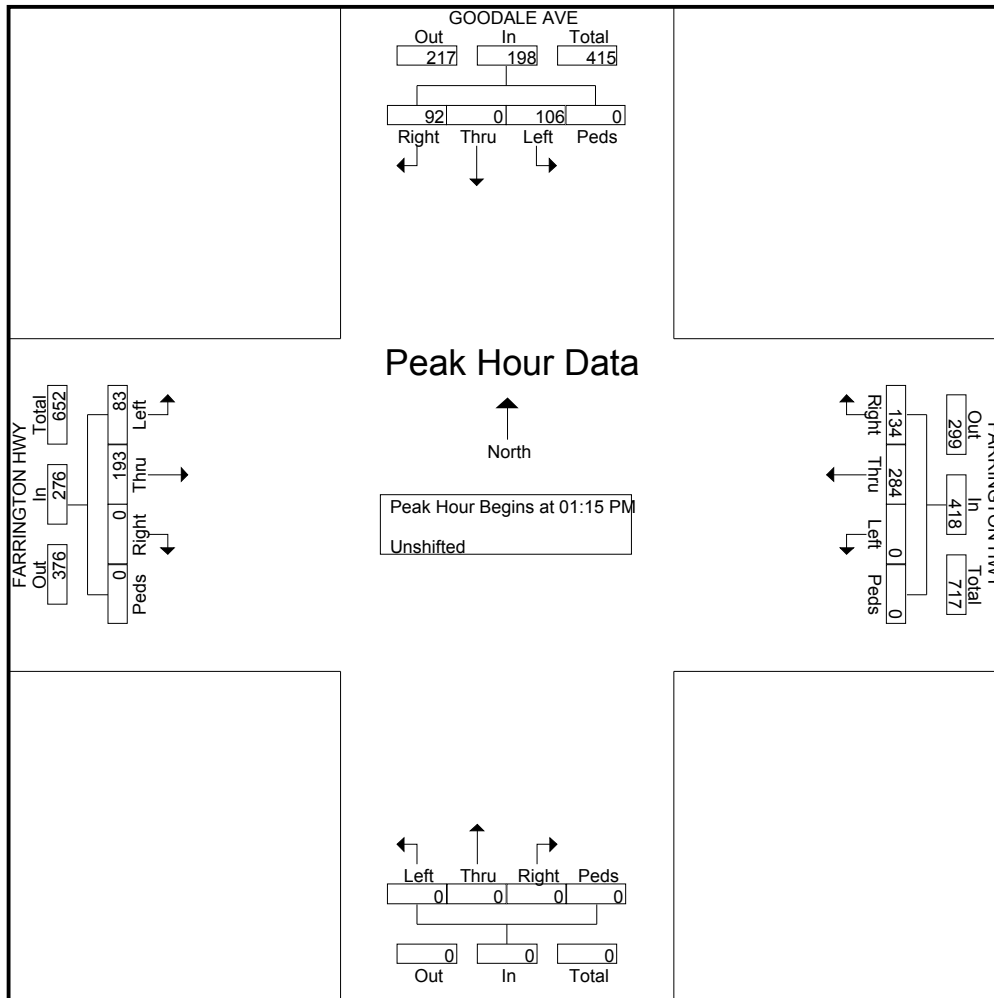 GOODALE AVE
Out In Total
217 198 415
92 0 106 0
Right Thru Left Peds
Peak Hour Data
North
Peak Hour Begins at 01:15 PM
Unshifted
FARRINGTON HWY
Out In Total
376 276 652
Peds Right Thru Left
0 0 193 83
FARRINGTON HWY
Out In Total
299 418 717
Right Thru Left Peds
134 284 0 0
Left Thru Right Peds
0 0 0 0
0 0 0
Out In Total